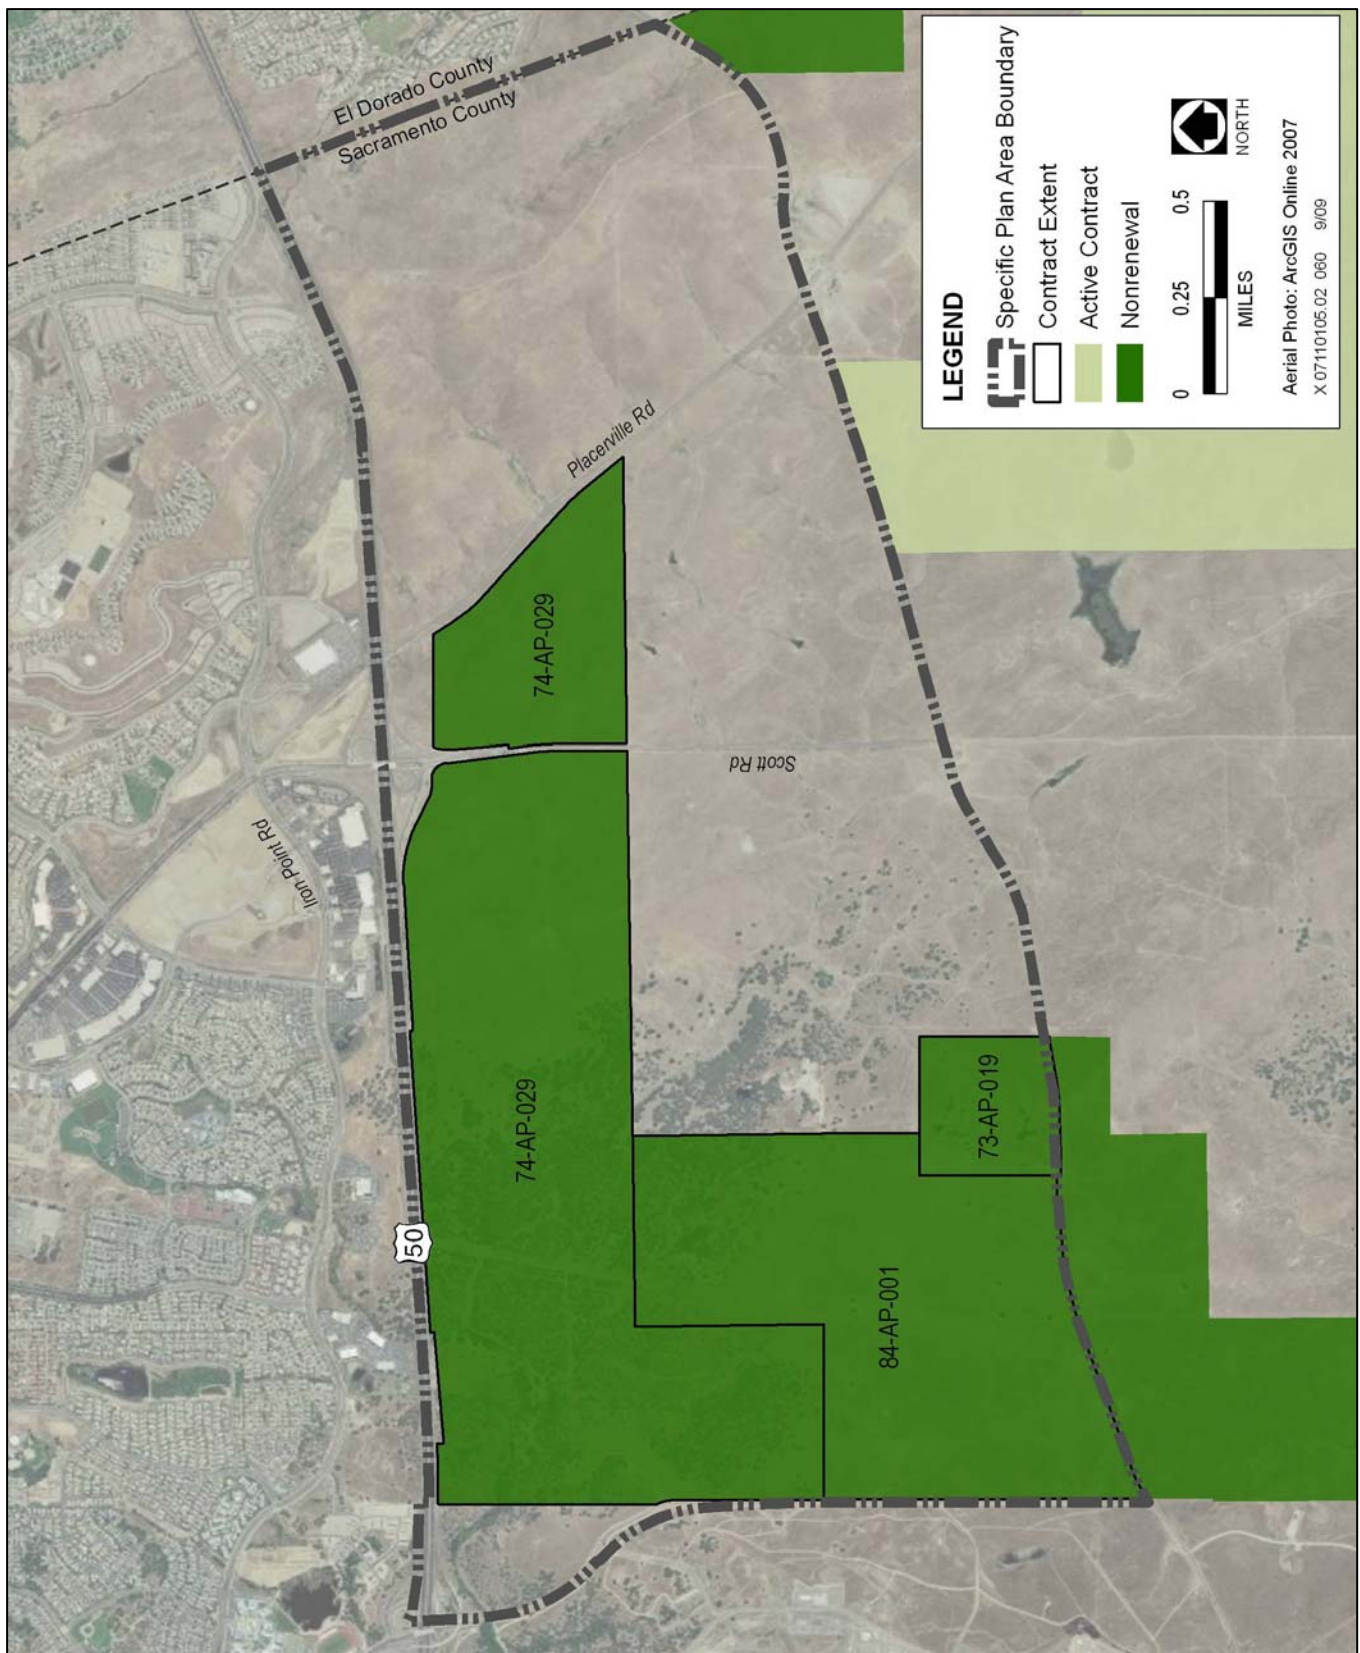 El Dorado County
Sacramento County
Placerville Rd
Iron Point Rd
Scott Rd
50
74-AP-029
74-AP-029
73-AP-019
84-AP-001
LEGEND
Specific Plan Area Boundary
Contract Extent
Active Contract
Nonrenewal
0 0.25 0.5
MILES
NORTH
Aerial Photo: ArcGIS Online 2007
X 07110105.02 060 9/09